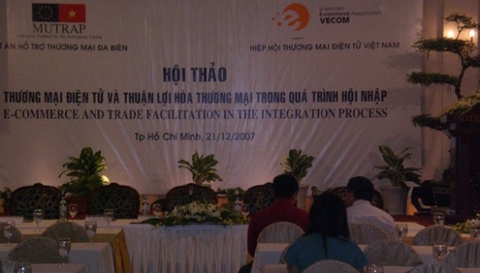 MUTRAP
VECOM
ÁN HỖ TRỢ THƯƠNG MẠI ĐA BIÊN
HIỆP HỘI THƯƠNG MẠI ĐIỆN TỬ VIỆT NAM
HỘI THẢO
THƯƠNG MẠI ĐIỆN TỬ VÀ THUẬN LỢI HÓA THƯƠNG MẠI TRONG QUÁ TRÌNH HỘI NHẬP
E-COMMERCE AND TRADE FACILITATION IN THE INTEGRATION PROCESS
Tp Hồ Chí Minh, 21/12/2007